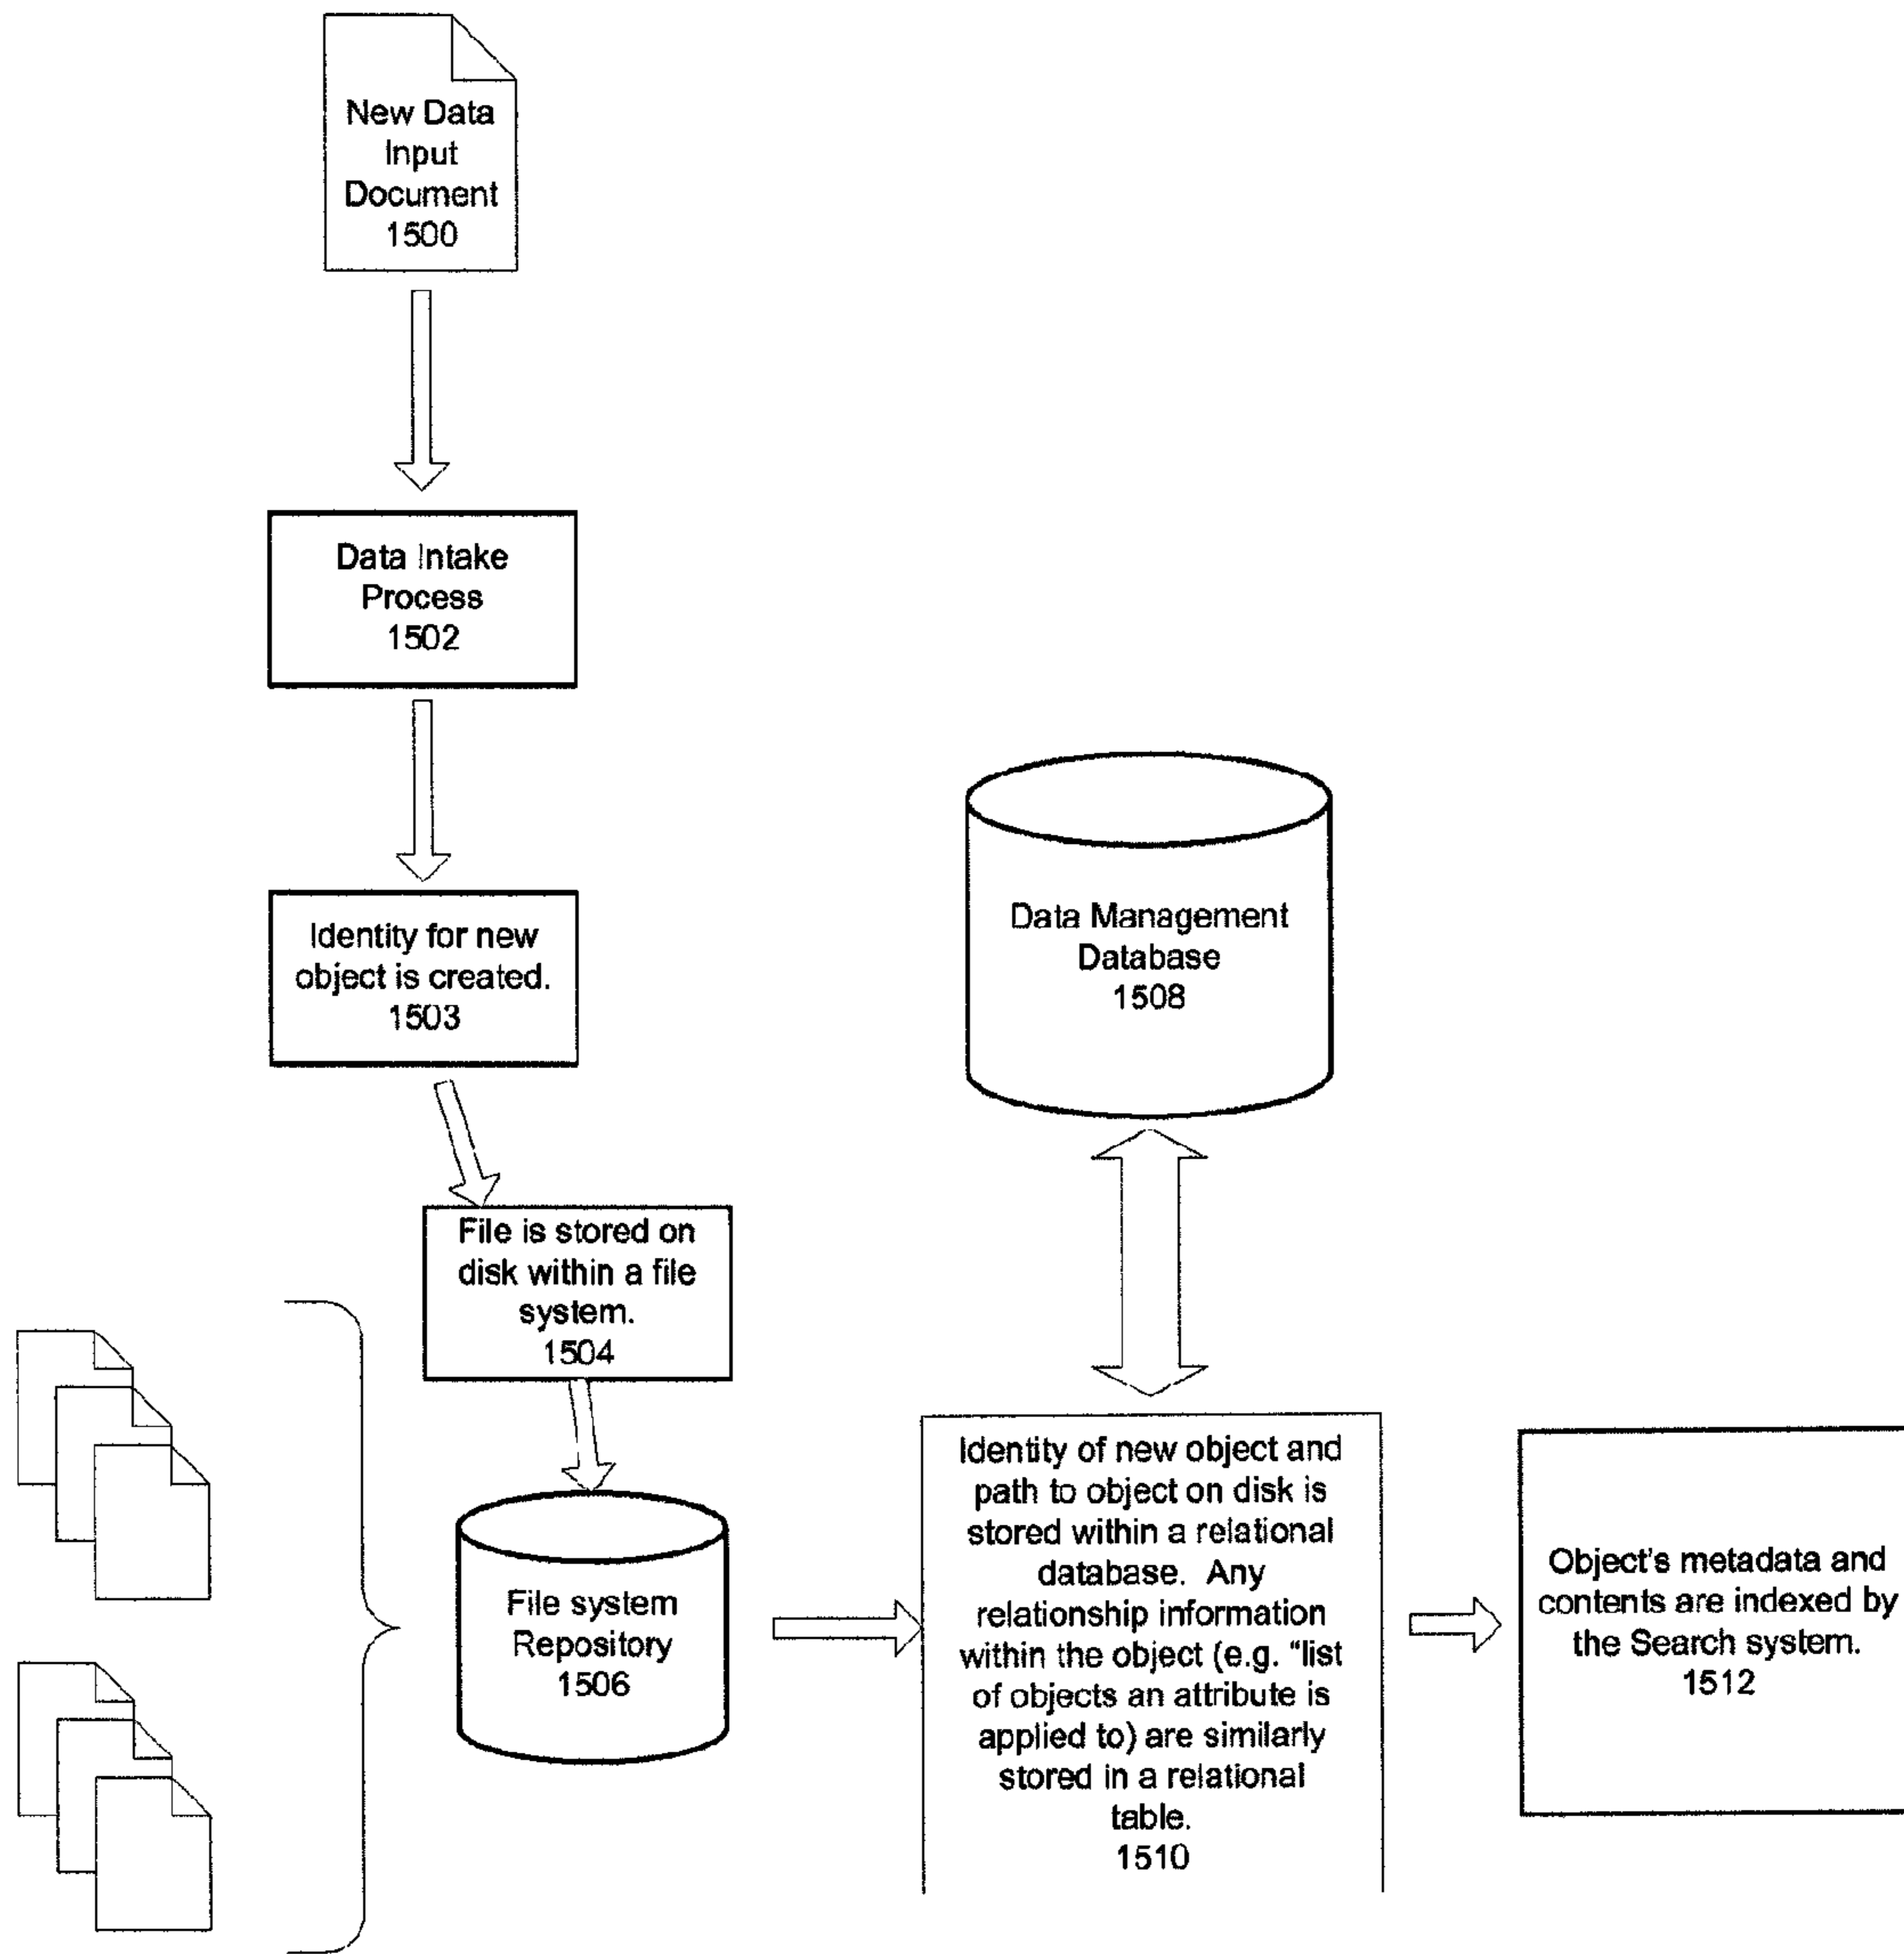 New Data
Input
Document
1500
Data Intake
Process
1502
Identity for new
object is created.
1503
Data Management
Database
1508
File is stored on
disk within a file
system.
1504
File system
Repository
1506
Identity of new object and
path to object on disk is
stored within a relational
database.  Any
relationship information
within the object (e.g. “list
of objects an attribute is
applied to) are similarly
stored in a relational
table.
1510
Object's metadata and
contents are indexed by
the Search system.
1512